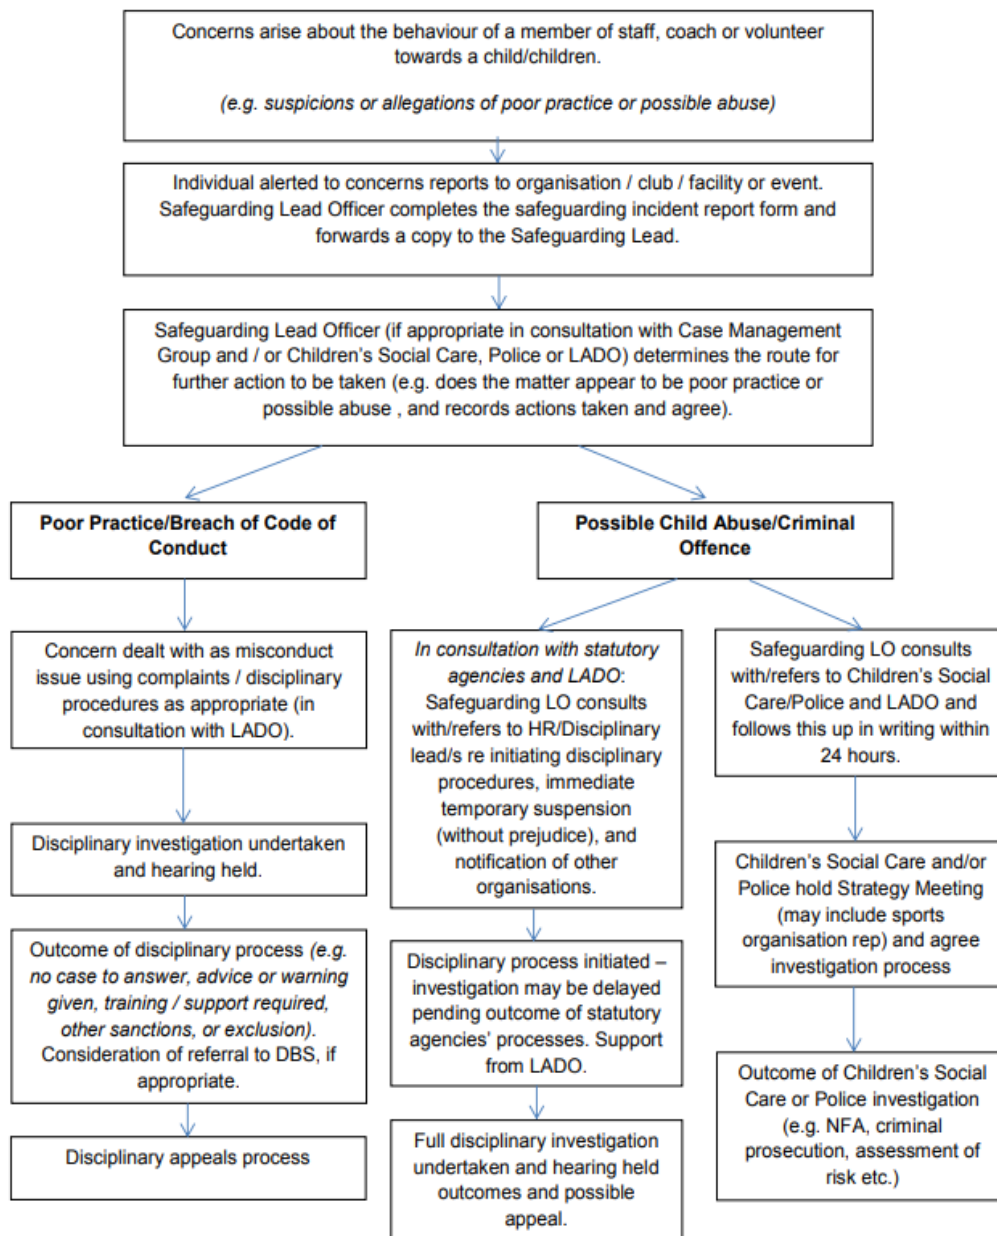 Concerns arise about the behaviour of a member of staff, coach or volunteer
towards a child/children.
(e.g. suspicions or allegations of poor practice or possible abuse)
Individual alerted to concerns reports to organisation / club / facility or event.
Safeguarding Lead Officer completes the safeguarding incident report form and
forwards a copy to the Safeguarding Lead.
Safeguarding Lead Officer (if appropriate in consultation with Case Management
Group and / or Children's Social Care, Police or LADO) determines the route for
further action to be taken (e.g. does the matter appear to be poor practice or
possible abuse , and records actions taken and agree).
Poor Practice/Breach of Code of
Conduct
Possible Child Abuse/Criminal
Offence
Concern dealt with as misconduct
issue using complaints / disciplinary
procedures as appropriate (in
consultation with LADO).
Disciplinary investigation undertaken
and hearing held.
Outcome of disciplinary process (e.g.
no case to answer, advice or warning
given, training / support required,
other sanctions, or exclusion).
Consideration of referral to DBS, if
appropriate.
Disciplinary appeals process
In consultation with statutory
agencies and LADO:
Safeguarding LO consults
with/refers to HR/Disciplinary
lead/s re initiating disciplinary
procedures, immediate
temporary suspension
(without prejudice), and
notification of other
organisations.
Disciplinary process initiated –
investigation may be delayed
pending outcome of statutory
agencies' processes. Support
from LADO.
Full disciplinary investigation
undertaken and hearing held
outcomes and possible
appeal.
Safeguarding LO consults
with/refers to Children's Social
Care/Police and LADO and
follows this up in writing within
24 hours.
Children's Social Care and/or
Police hold Strategy Meeting
(may include sports
organisation rep) and agree
investigation process
Outcome of Children's Social
Care or Police investigation
(e.g. NFA, criminal
prosecution, assessment of
risk etc.)